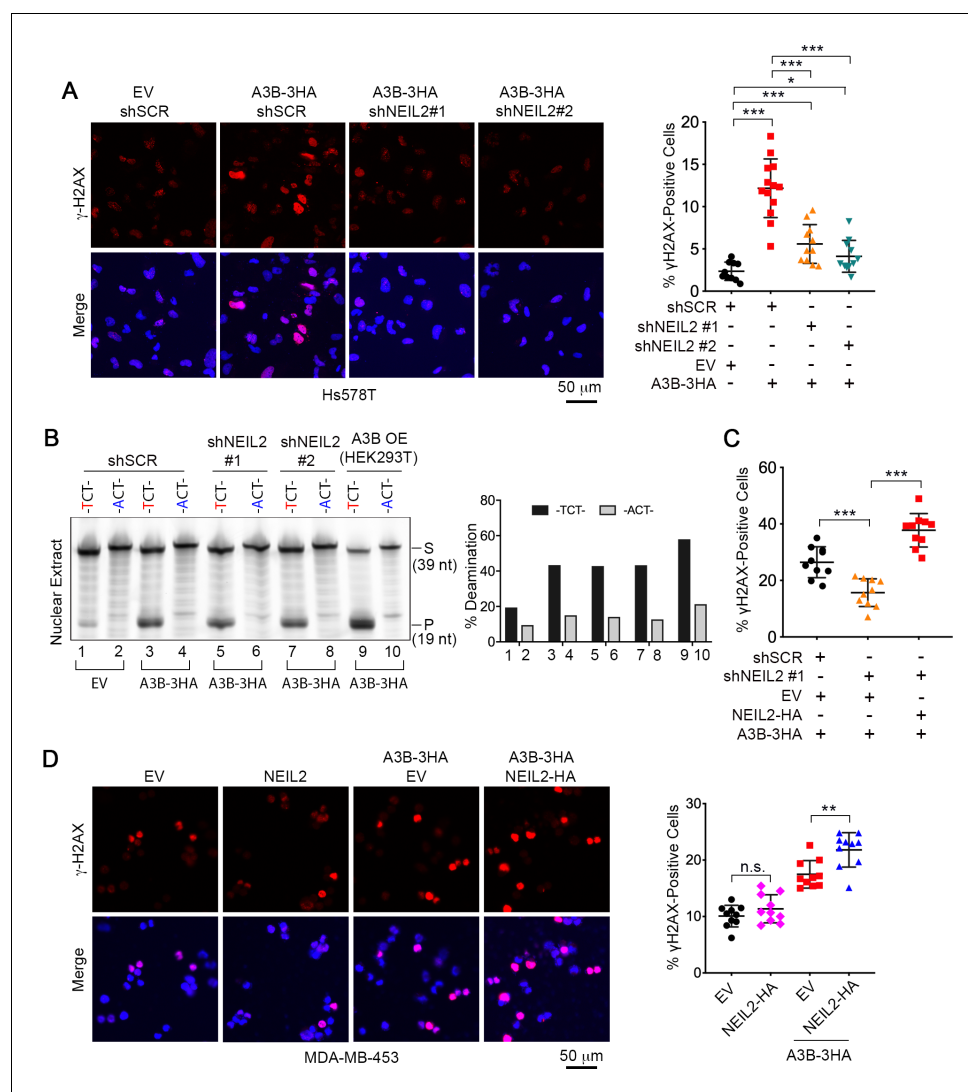 A
EV
shSCR
A3B-3HA
shSCR
A3B-3HA
shNEIL2#1
A3B-3HA
shNEIL2#2
γ-H2AX
Merge
Hs578T
50 μm
***
***
*
***
***
% γH2AX-Positive Cells
20
15
10
5
0
shSCR + + - -
shNEIL2 #1 - - + -
shNEIL2 #2 - - - +
EV + - - -
A3B-3HA - + + +
B
shSCR
shNEIL2
#1
shNEIL2
#2
A3B OE
(HEK293T)
-TCT- -ACT- -TCT- -ACT- -TCT- -ACT- -TCT- -ACT- -TCT- -ACT-
Nuclear Extract
S
(39 nt)
P
(19 nt)
1 2 3 4 5 6 7 8 9 10
EV A3B-3HA A3B-3HA A3B-3HA A3B-3HA
% Deamination
80
60
40
20
0
-TCT- -ACT-
1 2 3 4 5 6 7 8 9 10
C
% γH2AX-Positive Cells
60
40
20
0
***
***
shSCR + - -
shNEIL2 #1 - + +
EV + + -
NEIL2-HA - - +
A3B-3HA + + +
D
EV
NEIL2
A3B-3HA
EV
A3B-3HA
NEIL2-HA
γ-H2AX
Merge
MDA-MB-453
50 μm
% γH2AX-Positive Cells
30
20
10
0
n.s.
**
EV
NEIL2-HA
EV
NEIL2-HA
A3B-3HA